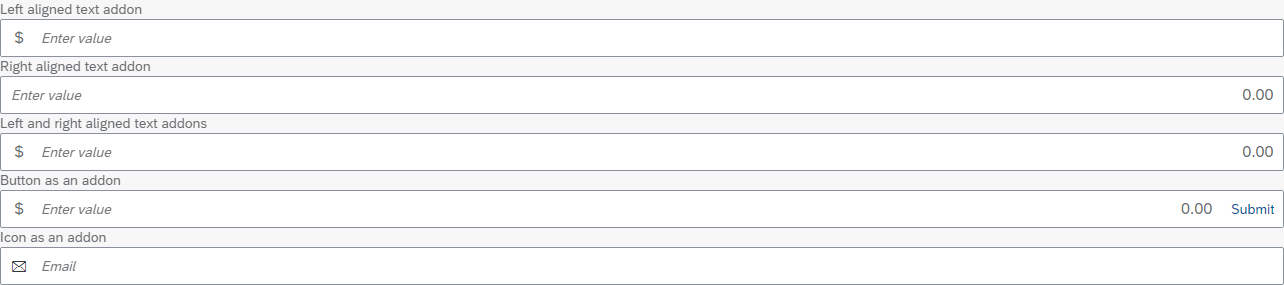 Left aligned text addon
$ Enter value
Right aligned text addon
Enter value 0.00
Left and right aligned text addons
$ Enter value 0.00
Button as an addon
$ Enter value 0.00 Submit
Icon as an addon
Email